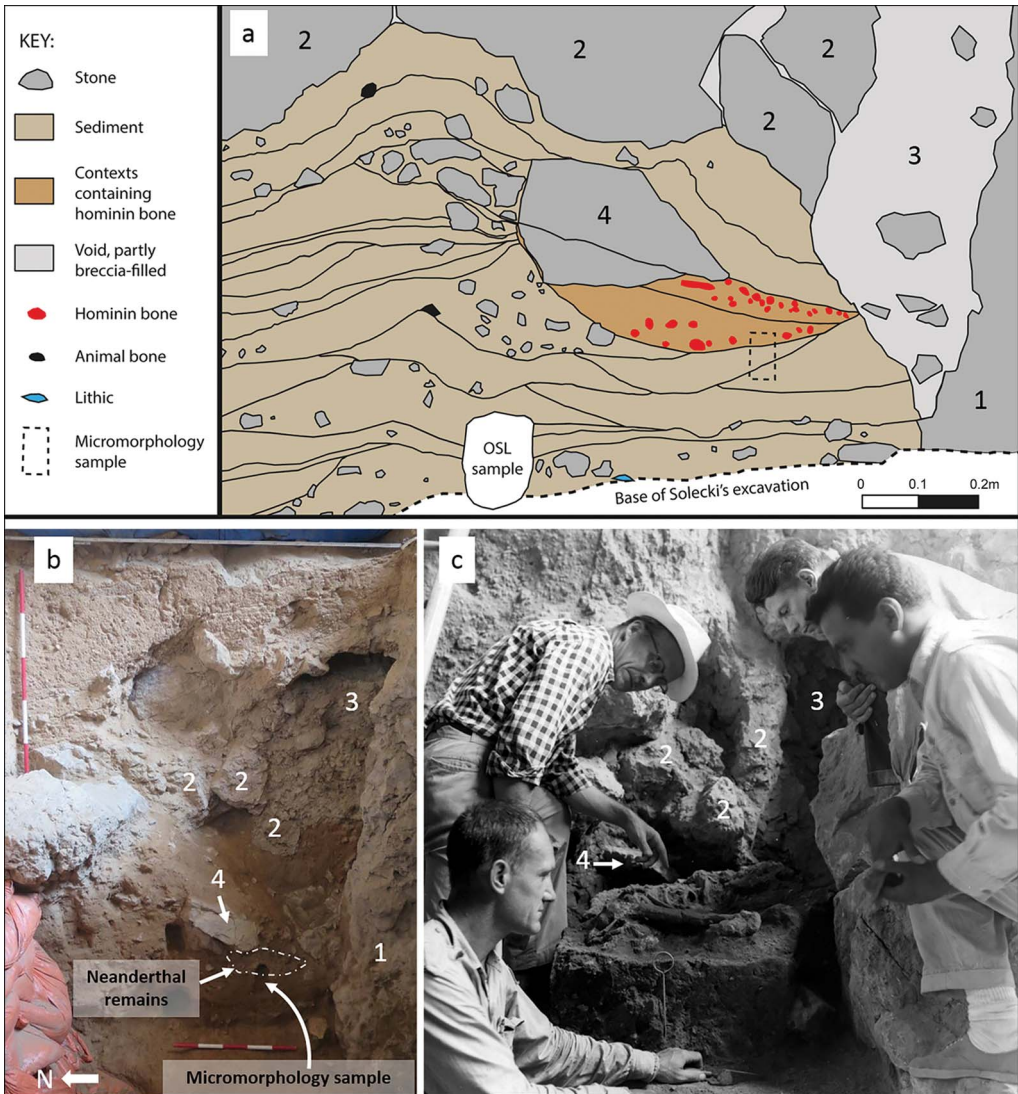 KEY:
Stone
Sediment
Contexts
containing
hominin bone
Void, partly
breccia-filled
Hominin bone
Animal bone
Lithic
Micromorphology
sample
a
2
2
2
2
3
4
1
OSL
sample
Base of Solecki's excavation
0
0.1
0.2m
b
3
2
2
2
4
1
Neanderthal
remains
Micromorphology sample
N
c
3
2
2
2
4